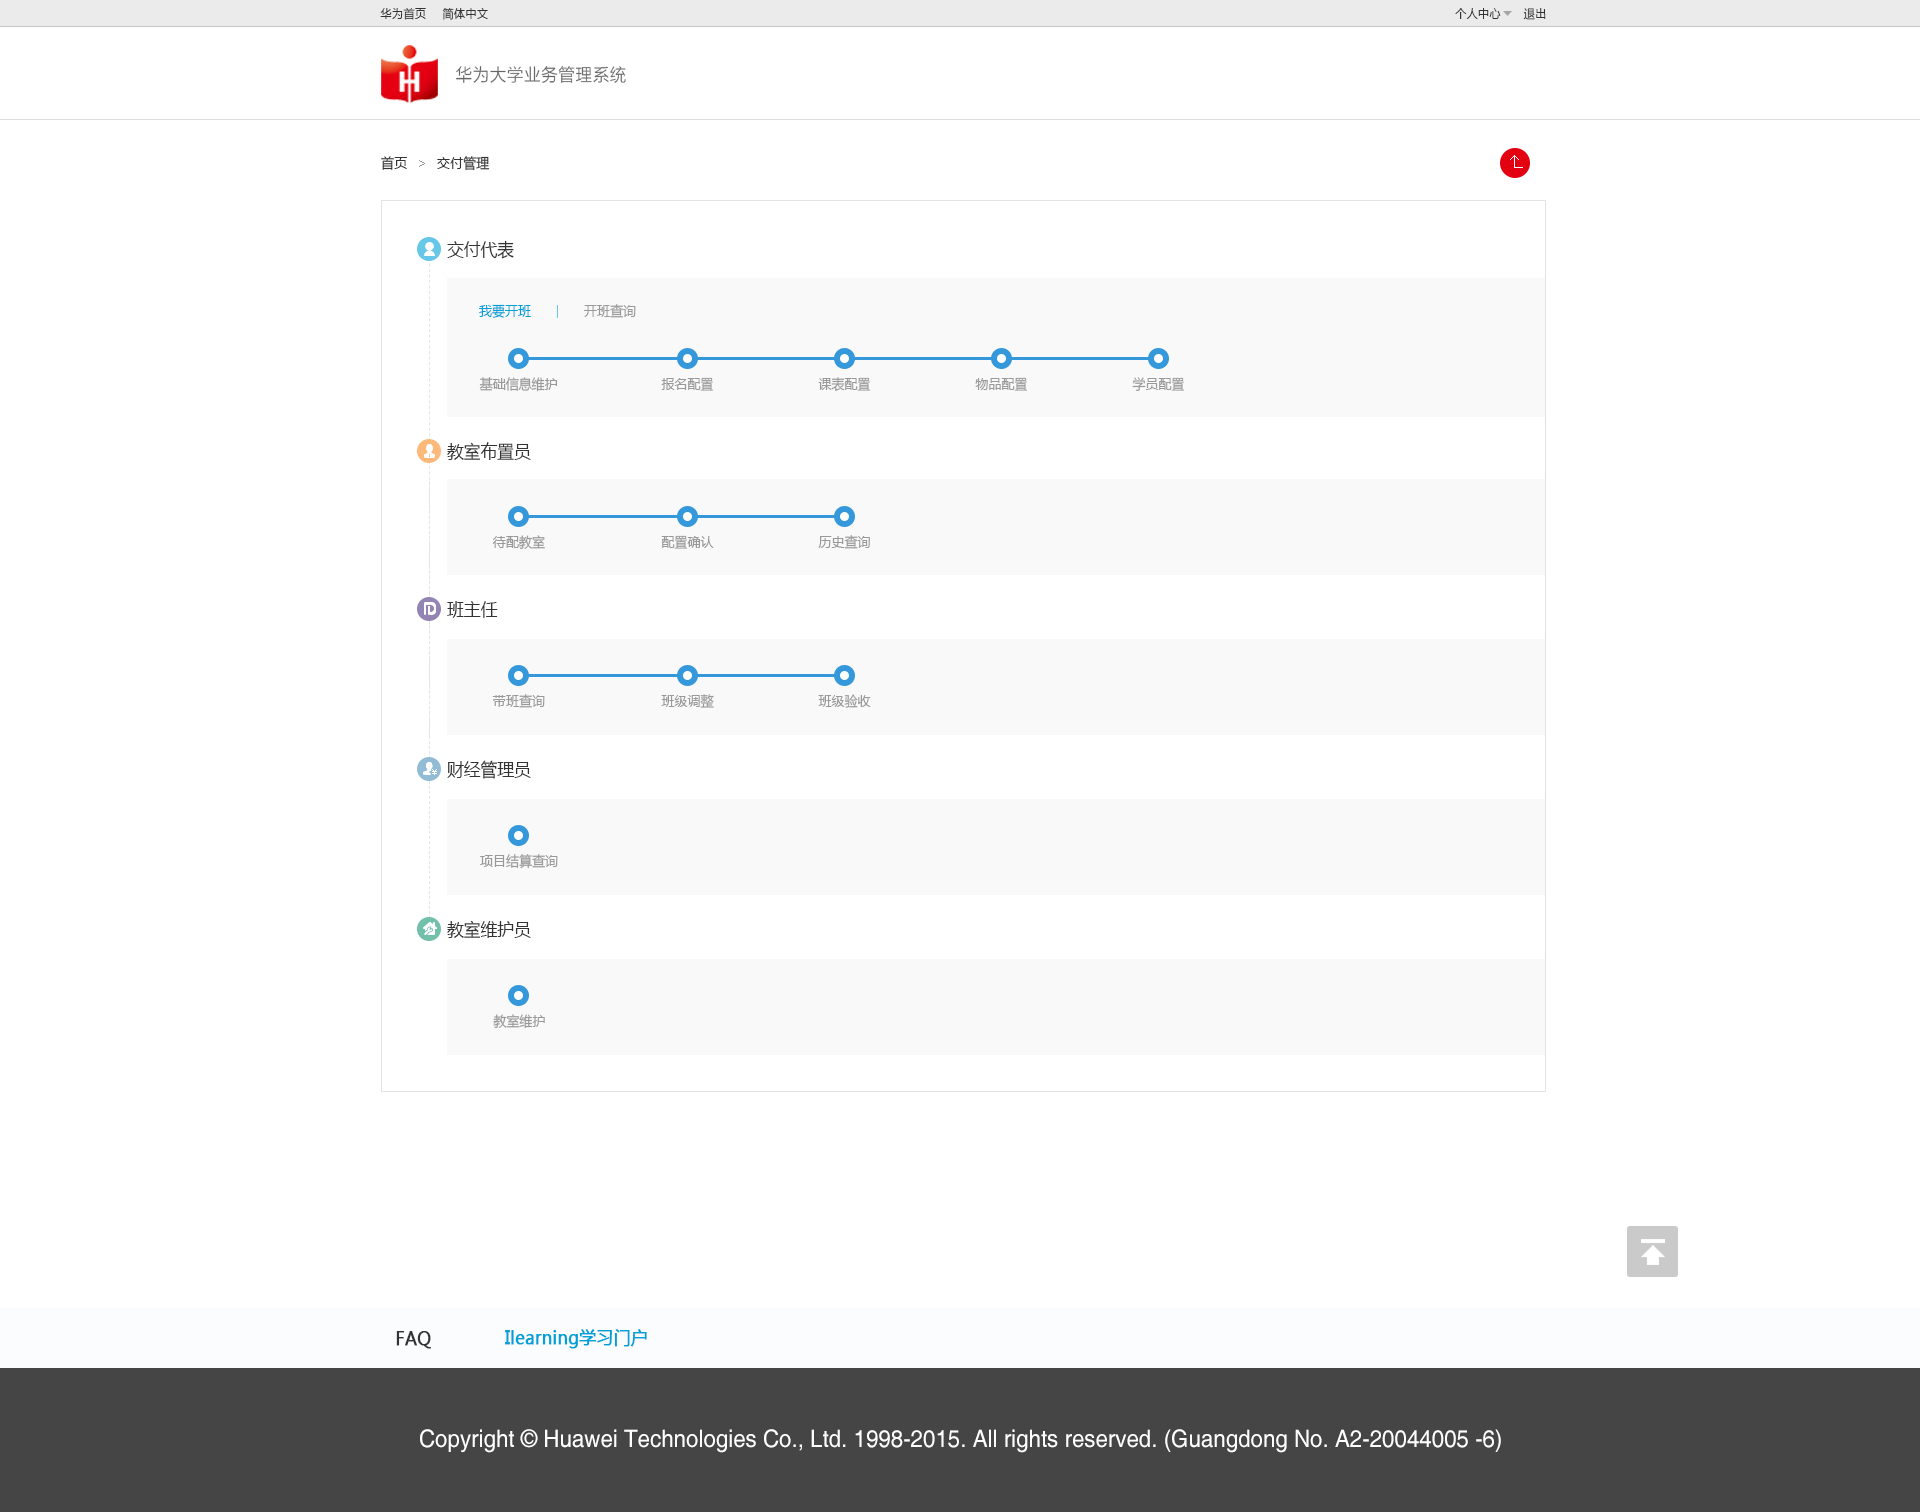 华为首页 简体中文 个人中心 退出
华为大学业务管理系统
首页 > 交付管理
交付代表
我要开班 | 开班查询
基础信息维护 报名配置 课表配置 物品配置 学员配置
教室布置员
待配教室 配置确认 历史查询
班主任
带班查询 班级调整 班级验收
财经管理员
项目结算查询
教室维护员
教室维护
FAQ Ilearning学习门户
Copyright © Huawei Technologies Co., Ltd. 1998-2015. All rights reserved. (Guangdong No. A2-20044005 -6)